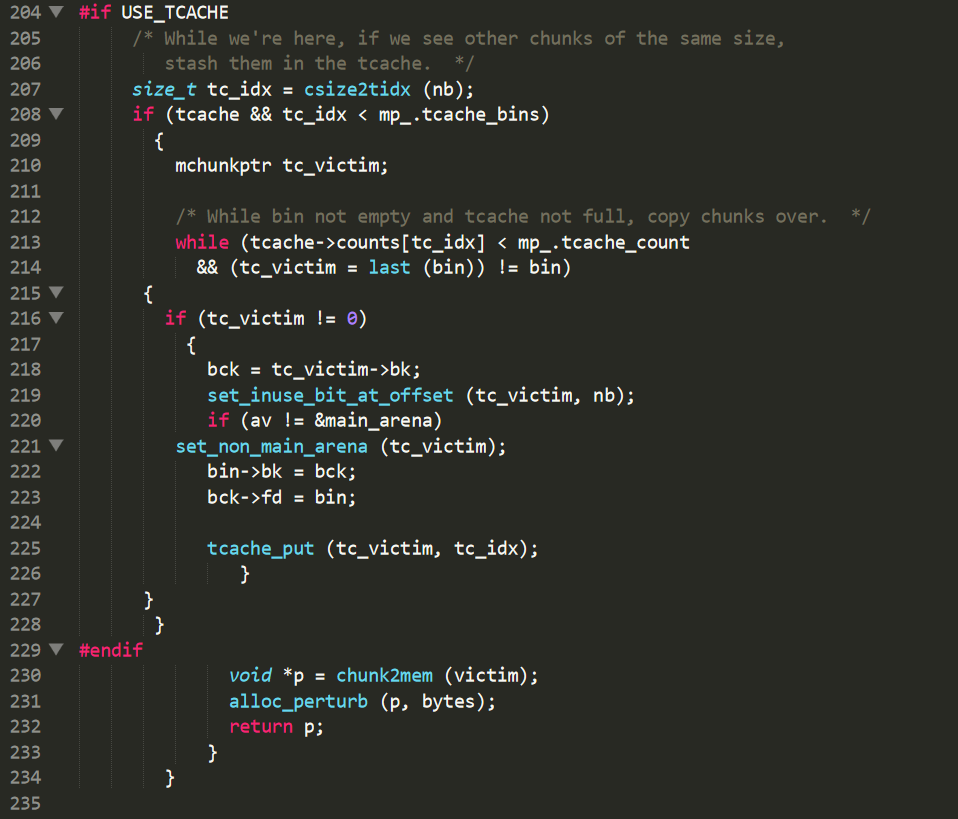 204 #if USE_TCACHE
205 /* While we're here, if we see other chunks of the same size,
206 stash them in the tcache.  */
207 size_t tc_idx = csize2tidx (nb);
208 if (tcache && tc_idx < mp_.tcache_bins)
209 {
210 mchunkptr tc_victim;
211
212 /* While bin not empty and tcache not full, copy chunks over.  */
213 while (tcache->counts[tc_idx] < mp_.tcache_count
214 && (tc_victim = last (bin)) != bin)
215 {
216 if (tc_victim != 0)
217 {
218 bck = tc_victim->bk;
219 set_inuse_bit_at_offset (tc_victim, nb);
220 if (av != &main_arena)
221 set_non_main_arena (tc_victim);
222 bin->bk = bck;
223 bck->fd = bin;
224
225 tcache_put (tc_victim, tc_idx);
226 }
227 }
228 }
229 #endif
230 void *p = chunk2mem (victim);
231 alloc_perturb (p, bytes);
232 return p;
233 }
234 }
235